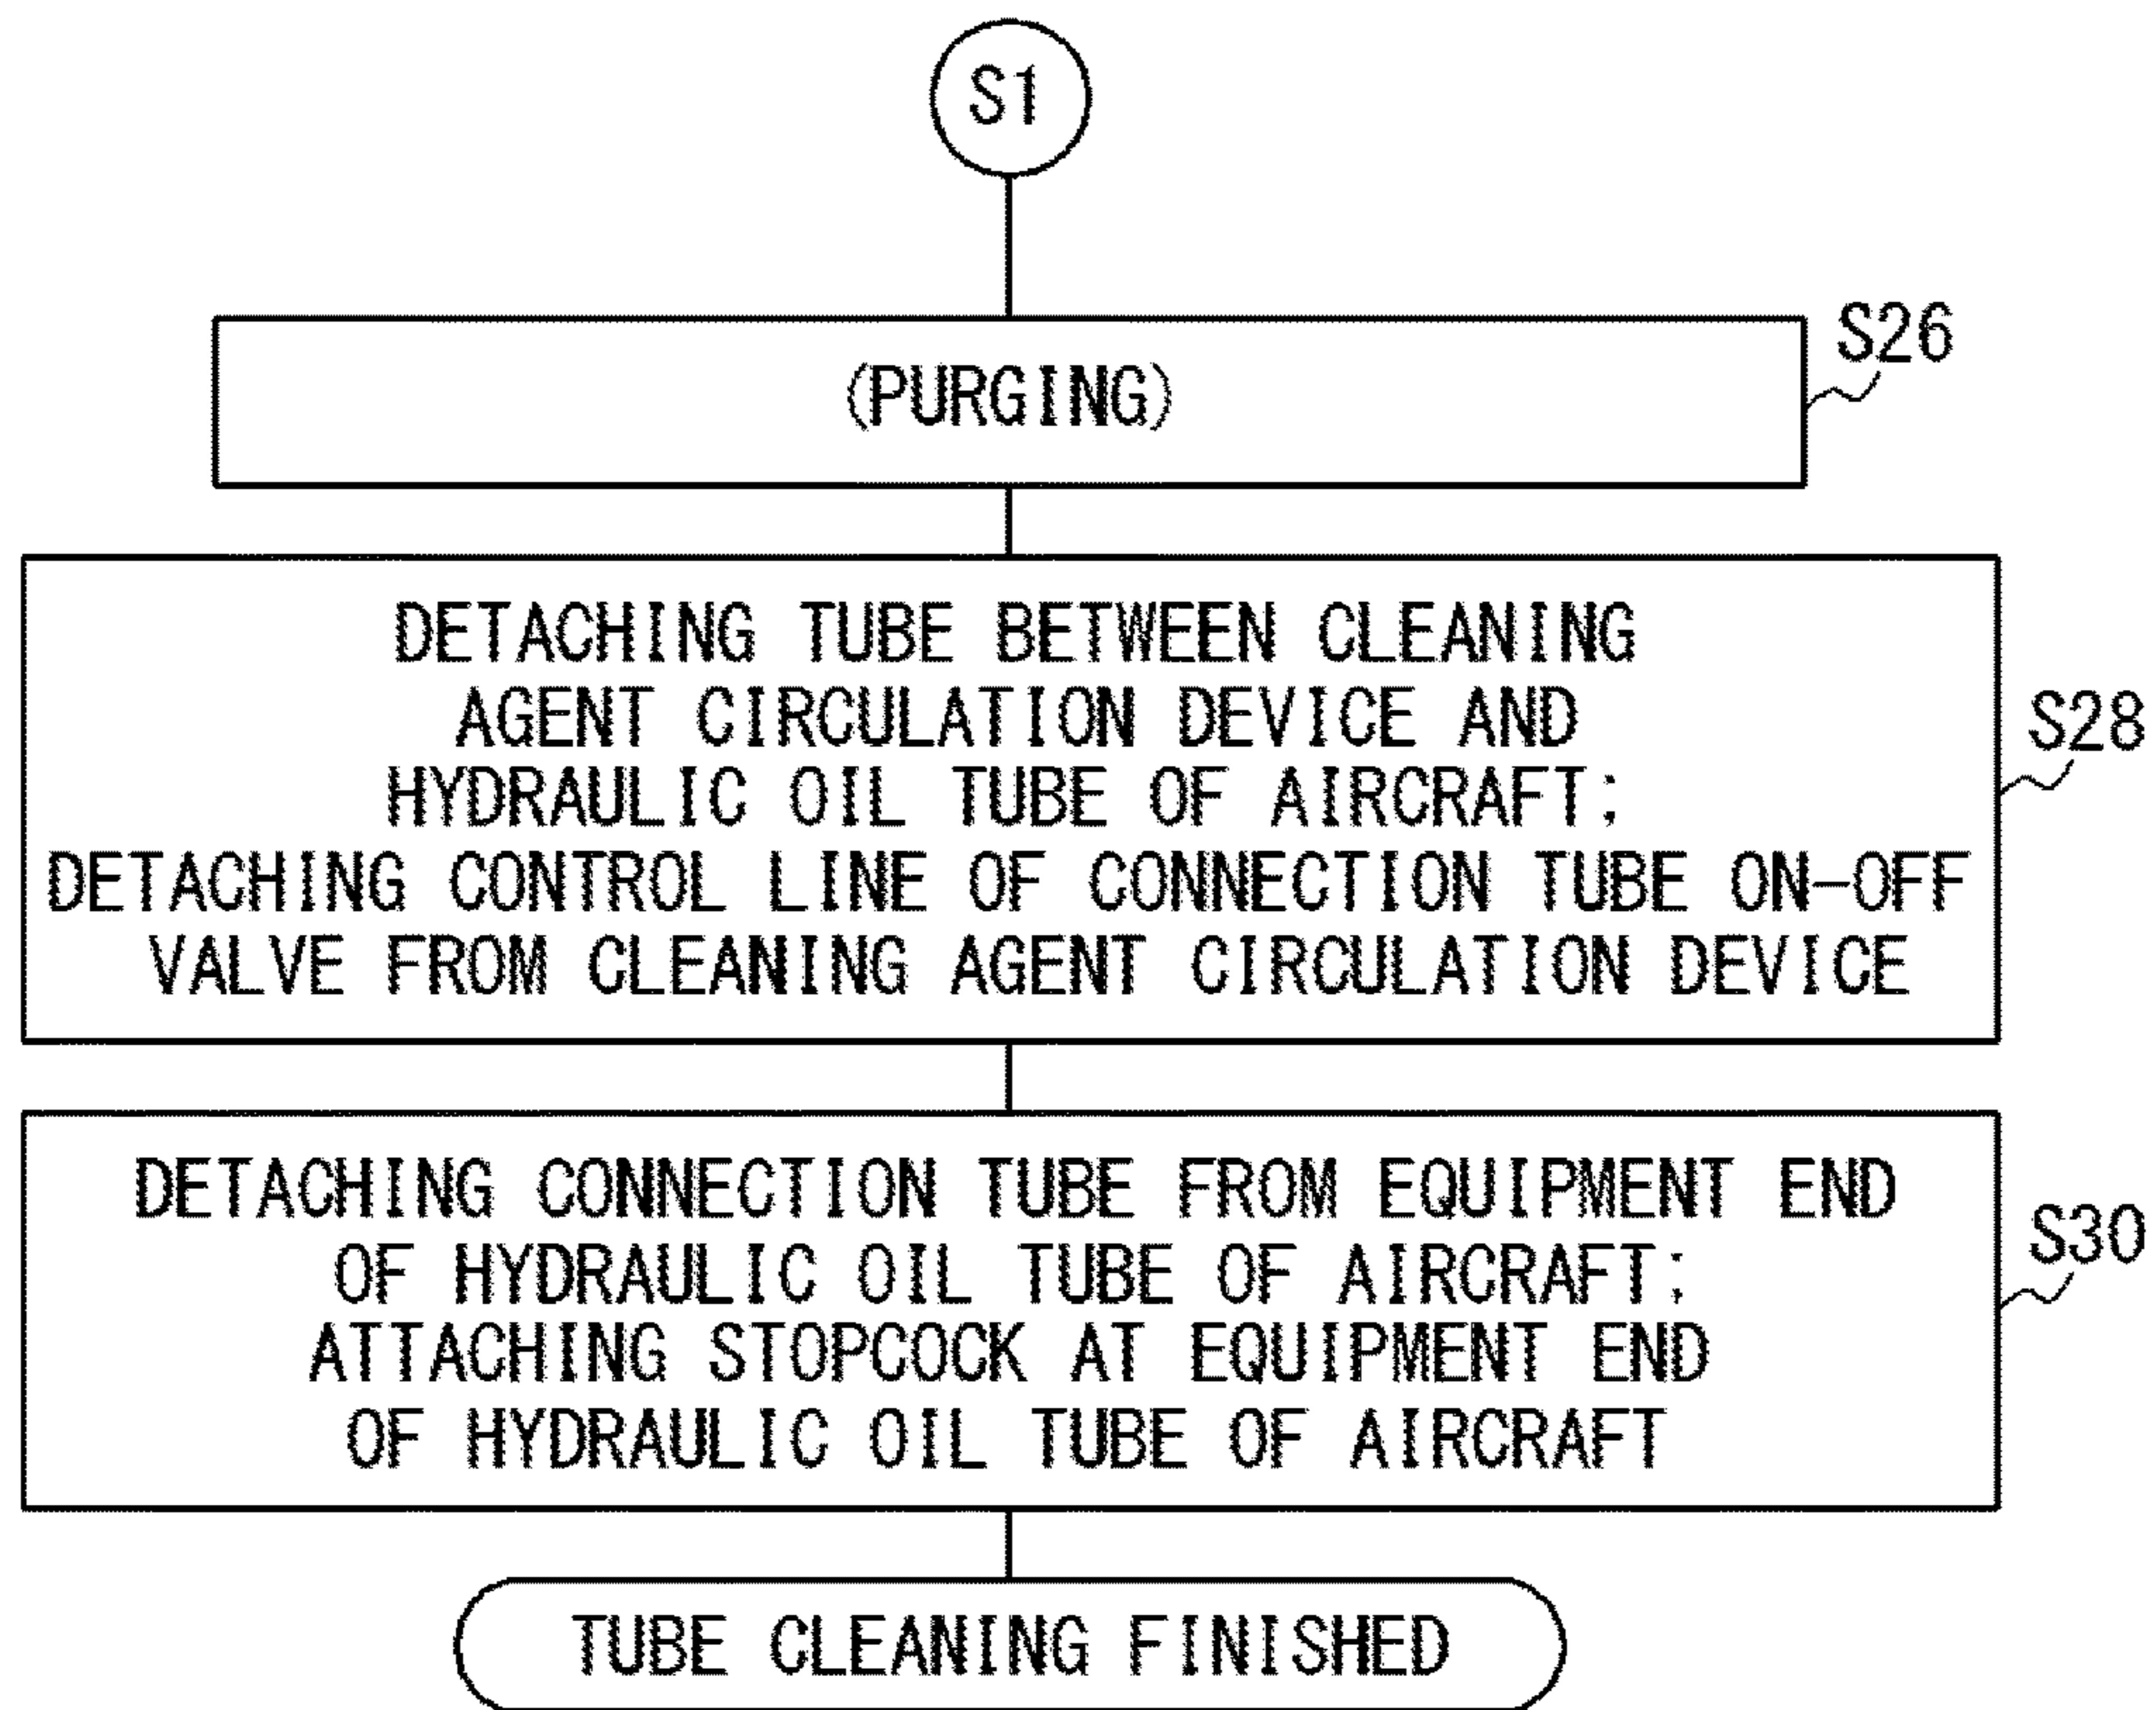 S1
(PURGING)
S26
DETACHING TUBE BETWEEN CLEANING
AGENT CIRCULATION DEVICE AND
HYDRAULIC OIL TUBE OF AIRCRAFT;
DETACHING CONTROL LINE OF CONNECTION TUBE ON-OFF
VALVE FROM CLEANING AGENT CIRCULATION DEVICE
S28
DETACHING CONNECTION TUBE FROM EQUIPMENT END
OF HYDRAULIC OIL TUBE OF AIRCRAFT;
ATTACHING STOPCOCK AT EQUIPMENT END
OF HYDRAULIC OIL TUBE OF AIRCRAFT
S30
TUBE CLEANING FINISHED